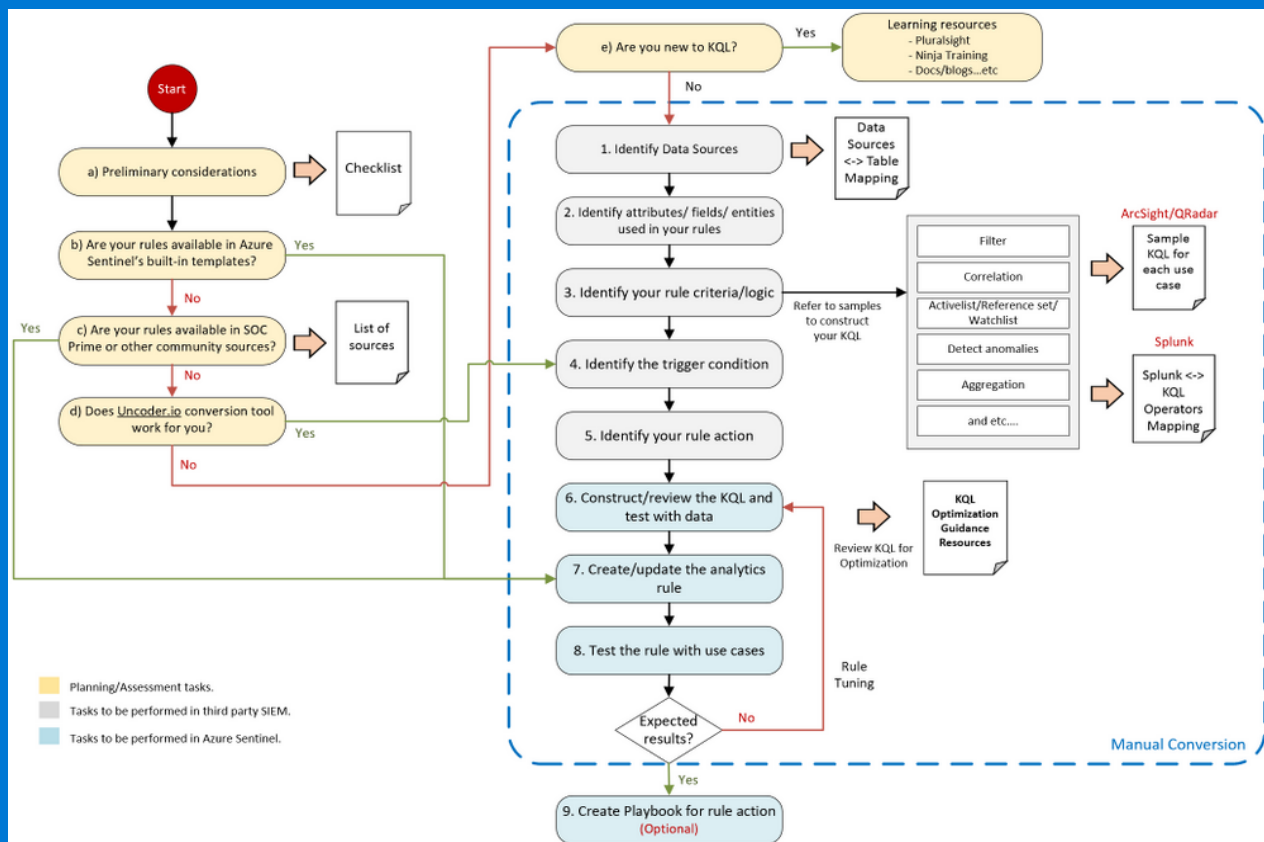 Learning resources
- Pluralsight
- Ninja Training
- Docs/blogs...etc
Yes
e) Are you new to KQL?
No
Start
a) Preliminary considerations
Checklist
b) Are your rules available in Azure
Sentinel's built-in templates?
Yes
No
Yes
c) Are your rules available in SOC
Prime or other community sources?
List of
sources
No
d) Does Uncoder.io conversion tool
work for you?
Yes
No
1. Identify Data Sources
Data
Sources
<-> Table
Mapping
2. Identify attributes/ fields/ entities
used in your rules
3. Identify your rule criteria/logic
Refer to samples
to construct
your KQL
Filter
Correlation
Activelist/Reference set/
Watchlist
Detect anomalies
Aggregation
and etc....
ArcSight/QRadar
Sample
KQL for
each use
case
Splunk
Splunk <->
KQL
Operators
Mapping
4. Identify the trigger condition
5. Identify your rule action
6. Construct/review the KQL and
test with data
Review KQL for
Optimization
KQL
Optimization
Guidance
Resources
7. Create/update the analytics
rule
8. Test the rule with use cases
Rule
Tuning
Expected
results?
No
Yes
Manual Conversion
9. Create Playbook for rule action
(Optional)
Planning/Assessment tasks.
Tasks to be performed in third party SIEM.
Tasks to be performed in Azure Sentinel.